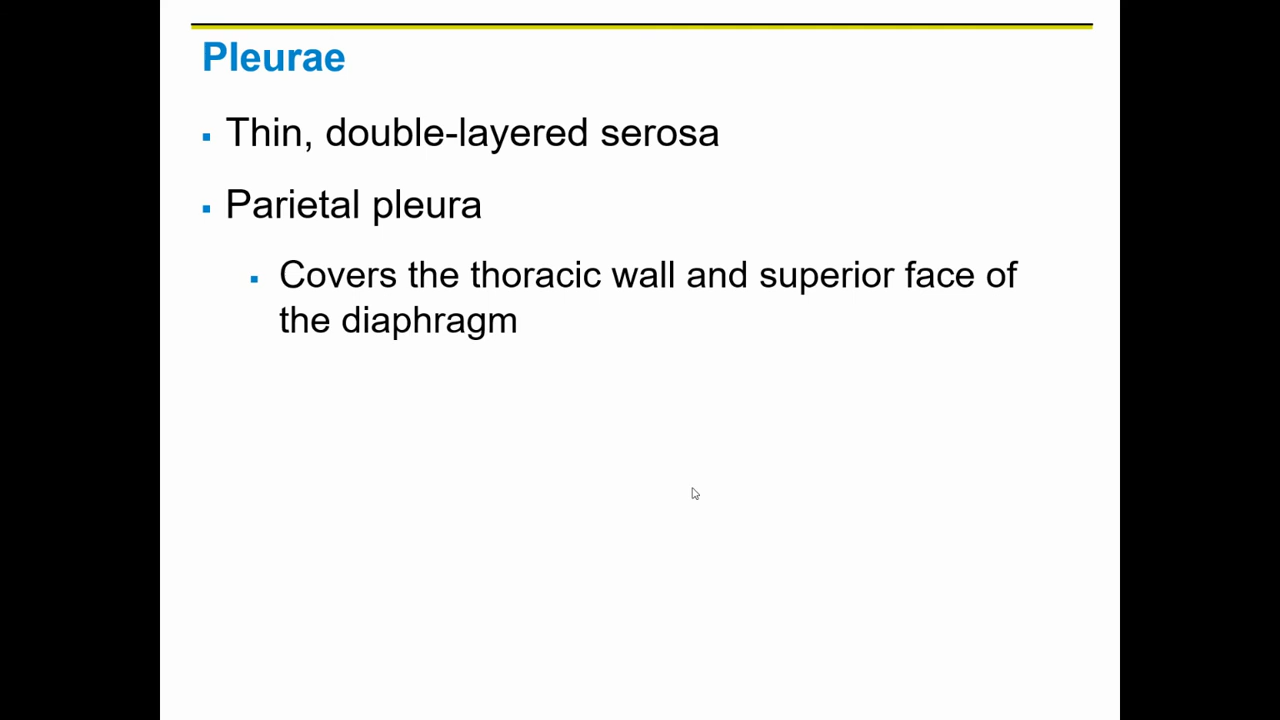 Pleurae
▪ Thin, double-layered serosa
▪ Parietal pleura
▪ Covers the thoracic wall and superior face of
the diaphragm